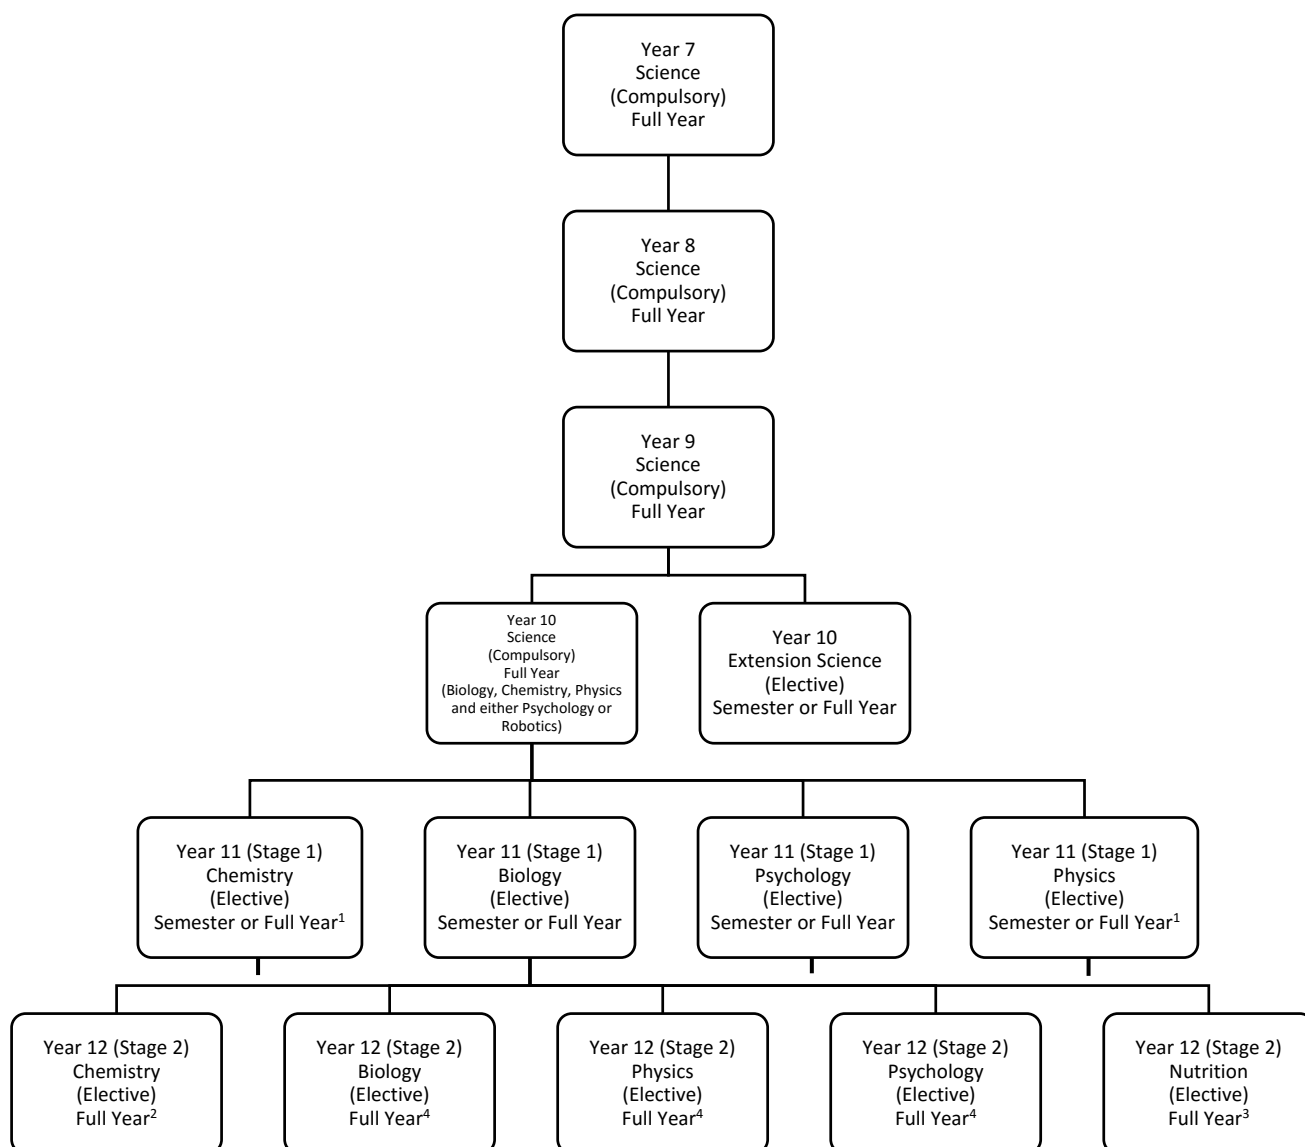 Year 7
Science
(Compulsory)
Full Year
Year 8
Science
(Compulsory)
Full Year
Year 9
Science
(Compulsory)
Full Year
Year 10
Science
(Compulsory)
Full Year
(Biology, Chemistry, Physics
and either Psychology or
Robotics)
Year 10
Extension Science
(Elective)
Semester or Full Year
Year 11 (Stage 1)
Chemistry
(Elective)
Semester or Full Year¹
Year 11 (Stage 1)
Biology
(Elective)
Semester or Full Year
Year 11 (Stage 1)
Psychology
(Elective)
Semester or Full Year
Year 11 (Stage 1)
Physics
(Elective)
Semester or Full Year¹
Year 12 (Stage 2)
Chemistry
(Elective)
Full Year²
Year 12 (Stage 2)
Biology
(Elective)
Full Year⁴
Year 12 (Stage 2)
Physics
(Elective)
Full Year⁴
Year 12 (Stage 2)
Psychology
(Elective)
Full Year⁴
Year 12 (Stage 2)
Nutrition
(Elective)
Full Year³